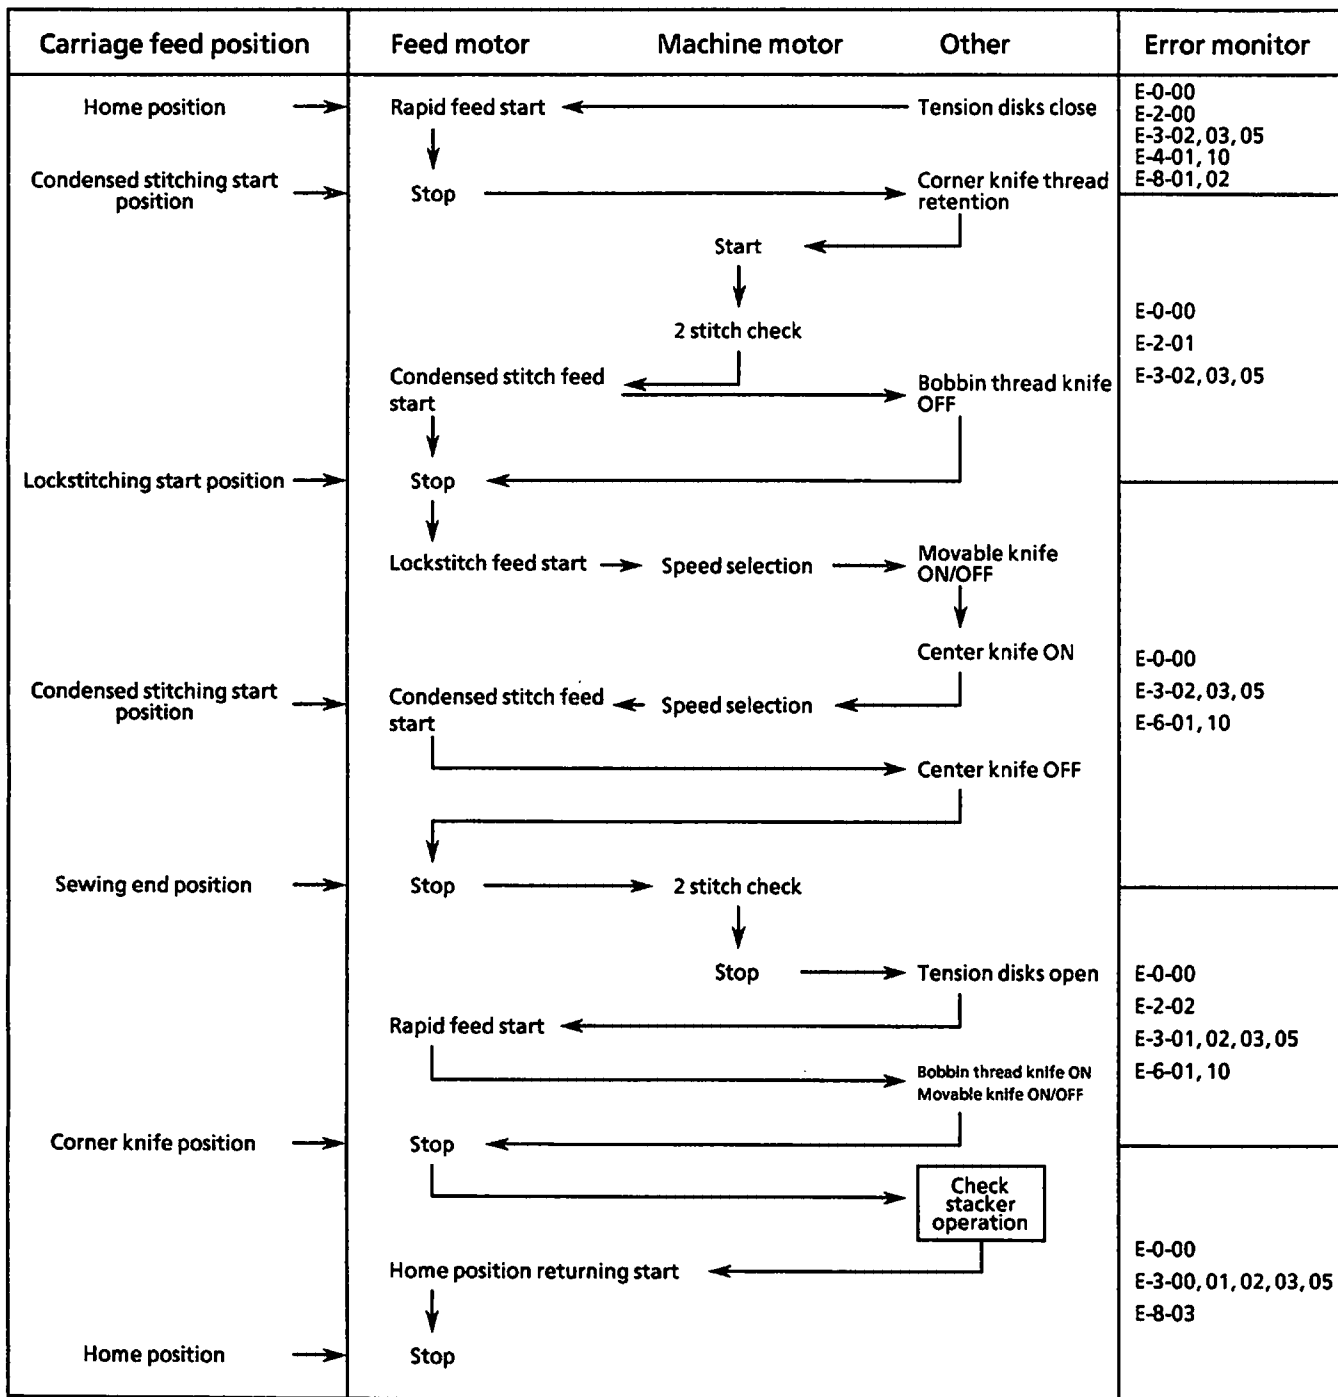 Carriage feed position
Feed motor
Machine motor
Other
Error monitor
Home position
Rapid feed start
Tension disks close
E-0-00
E-2-00
E-3-02, 03, 05
E-4-01, 10
E-8-01, 02
Condensed stitching start
position
Stop
Corner knife thread
retention
Start
2 stitch check
E-0-00
E-2-01
E-3-02, 03, 05
Condensed stitch feed
start
Bobbin thread knife
OFF
Lockstitching start position
Stop
Lockstitch feed start
Speed selection
Movable knife
ON/OFF
Center knife ON
E-0-00
E-3-02, 03, 05
E-6-01, 10
Condensed stitching start
position
Condensed stitch feed
start
Speed selection
Center knife OFF
Sewing end position
Stop
2 stitch check
Stop
Tension disks open
E-0-00
E-2-02
E-3-01, 02, 03, 05
E-6-01, 10
Rapid feed start
Bobbin thread knife ON
Movable knife ON/OFF
Corner knife position
Stop
Check
stacker
operation
E-0-00
E-3-00, 01, 02, 03, 05
E-8-03
Home position returning start
Home position
Stop